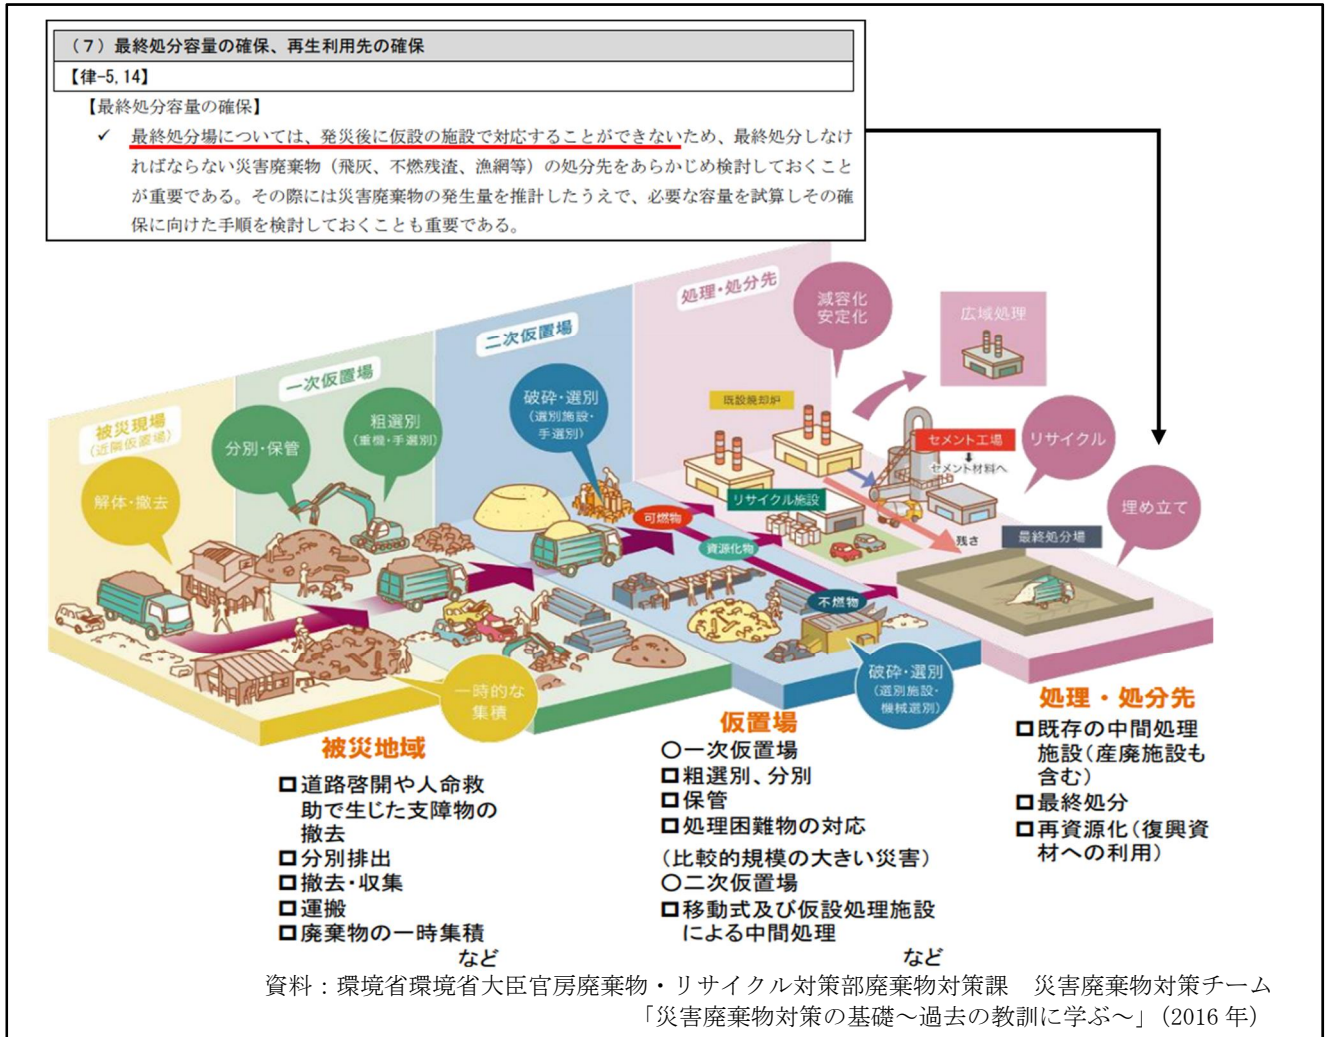 (7)最終処分容量の確保、再生利用先の確保
【律-5,14】
【最終処分容量の確保】
✓ 最終処分場については、発災後に仮設の施設で対応することができないため、最終処分しなけ
ればならない災害廃棄物（飛灰、不燃残渣、漁網等）の処分先をあらかじめ検討しておくこと
が重要である。その際には災害廃棄物の発生量を推計したうえで、必要な容量を試算しその確
保に向けた手順を検討しておくことも重要である。
被災現場
(近隣仮置場)
解体・撤去
一時的な
集積
一次仮置場
分別・保管
粗選別
(重機・手選別)
二次仮置場
破砕・選別
(選別施設・
手選別)
可燃物
資源化物
不燃物
破砕・選別
(選別施設・
機械選別)
処理・処分先
減容化
安定化
広域処理
既設焼却炉
リサイクル施設
セメント工場
セメント材料へ
リサイクル
残さ
最終処分場
埋め立て
被災地域
□道路啓開や人命救
助で生じた支障物の
撤去
□分別排出
□撤去・収集
□運搬
□廃棄物の一時集積
など
仮置場
○一次仮置場
□粗選別、分別
□保管
□処理困難物の対応
(比較的規模の大きい災害)
○二次仮置場
□移動式及び仮設処理施設
による中間処理
など
処理・処分先
□既存の中間処理
施設(産廃施設も
含む)
□最終処分
□再資源化(復興資
材への利用)
資料：環境省環境省大臣官房廃棄物・リサイクル対策部廃棄物対策課　災害廃棄物対策チーム
「災害廃棄物対策の基礎～過去の教訓に学ぶ～」（2016 年）